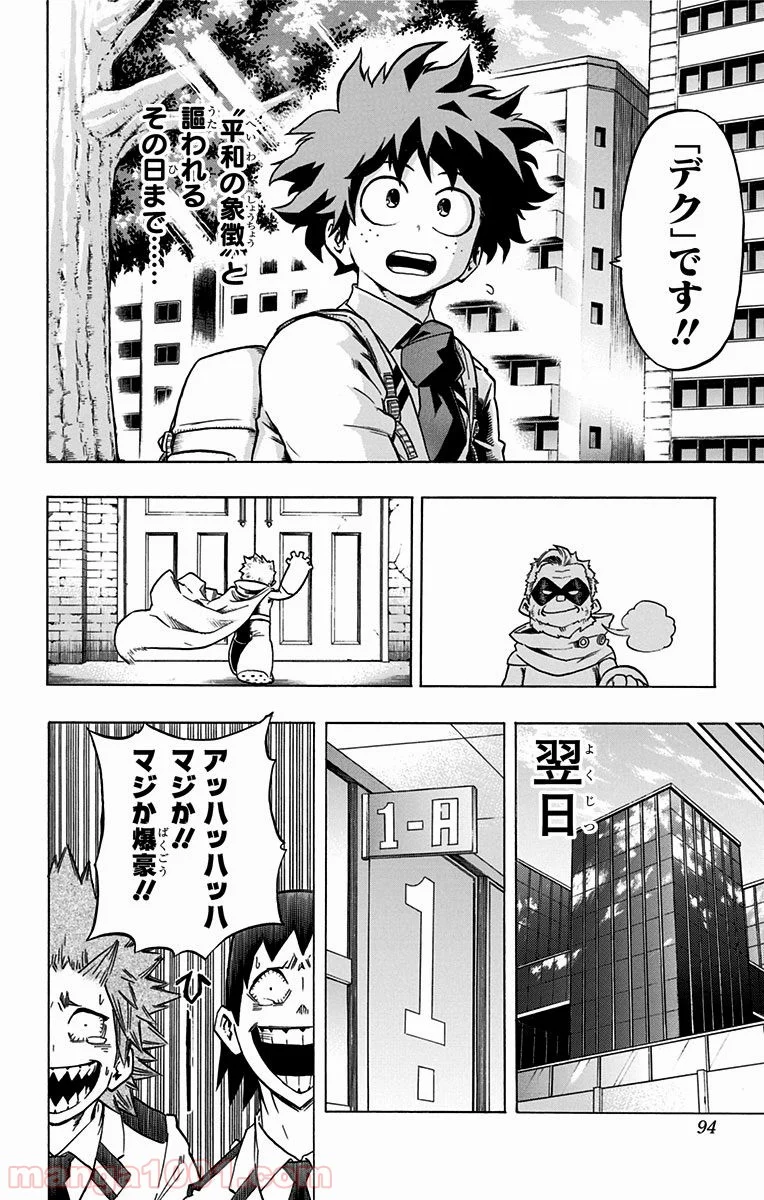 「デク」です!!
“平和の象徴”と
謳われる
その日まで……
翌日
1-A
1
アッハッハッハ
マジか!!
マジか爆豪!!
94
manga1001.com